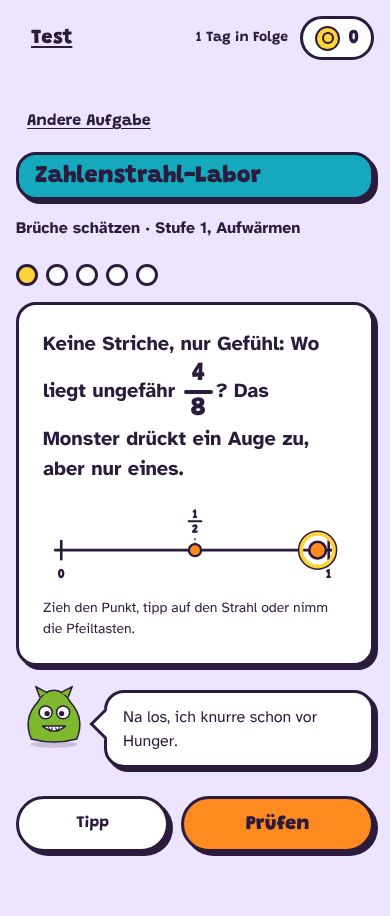 Test
1 Tag in Folge
0
Andere Aufgabe
Zahlenstrahl-Labor
Brüche schätzen · Stufe 1, Aufwärmen
Keine Striche, nur Gefühl: Wo
liegt ungefähr 4/8? Das
Monster drückt ein Auge zu,
aber nur eines.
1/2
0
1
Zieh den Punkt, tipp auf den Strahl oder nimm
die Pfeiltasten.
Na los, ich knurre schon vor
Hunger.
Tipp
Prüfen